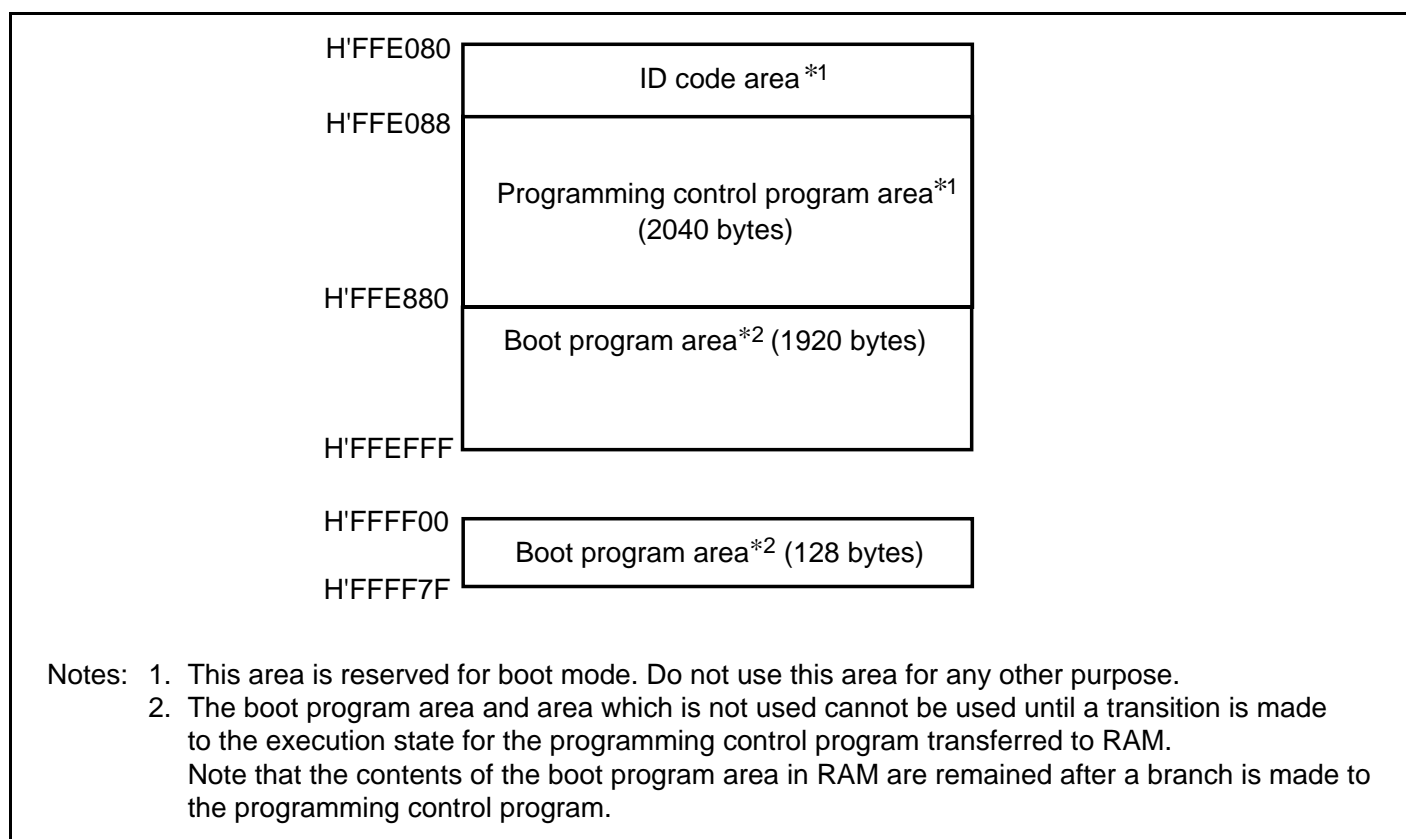 H'FFE080
ID code area*1
H'FFE088
Programming control program area*1
(2040 bytes)
H'FFE880
Boot program area*2 (1920 bytes)
H'FFEFFF
H'FFFF00
Boot program area*2 (128 bytes)
H'FFFF7F
Notes: 1. This area is reserved for boot mode. Do not use this area for any other purpose.
2. The boot program area and area which is not used cannot be used until a transition is made
to the execution state for the programming control program transferred to RAM.
Note that the contents of the boot program area in RAM are remained after a branch is made to
the programming control program.